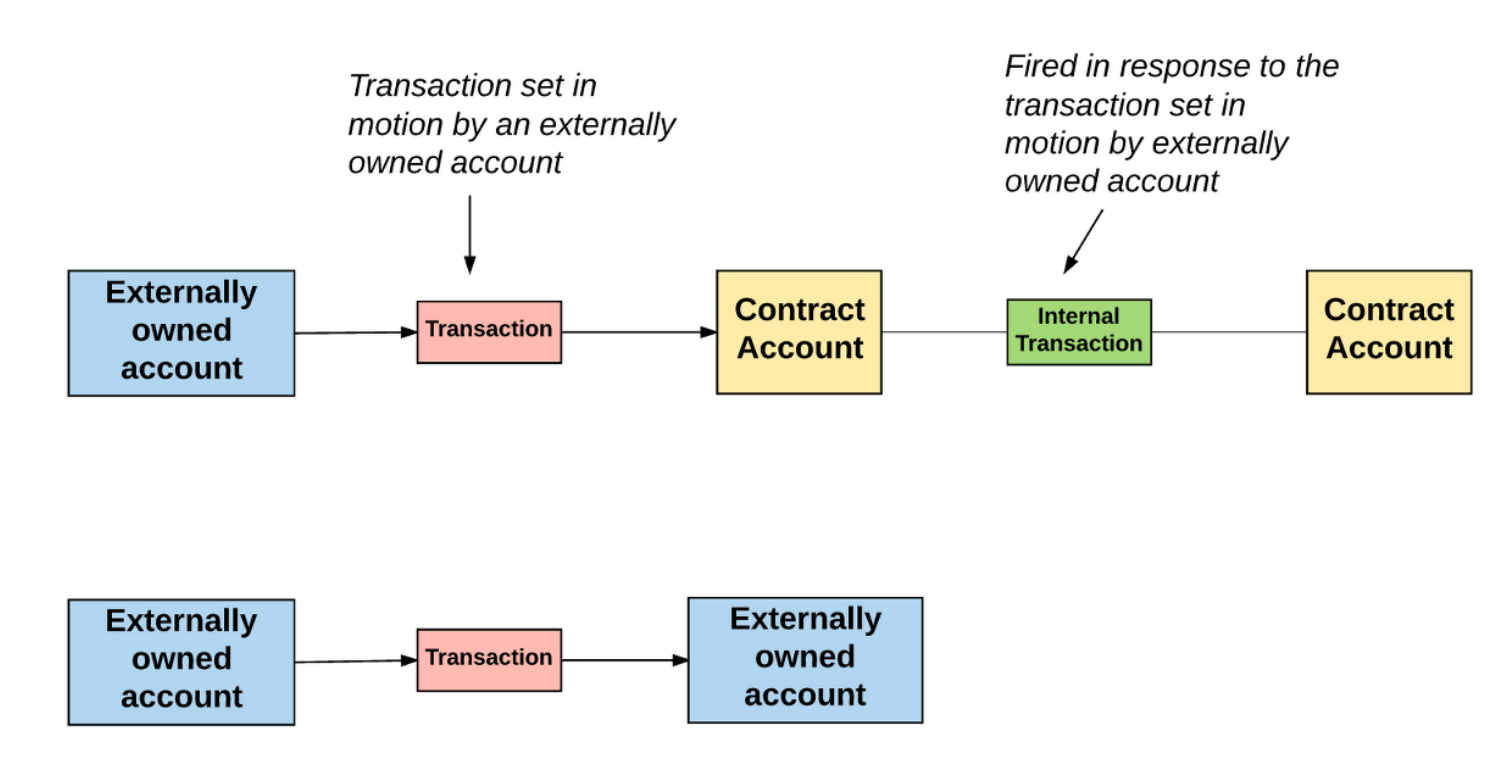 Transaction set in
motion by an externally
owned account
Fired in response to the
transaction set in
motion by externally
owned account
Externally
owned
account
Transaction
Contract
Account
Internal
Transaction
Contract
Account
Externally
owned
account
Transaction
Externally
owned
account